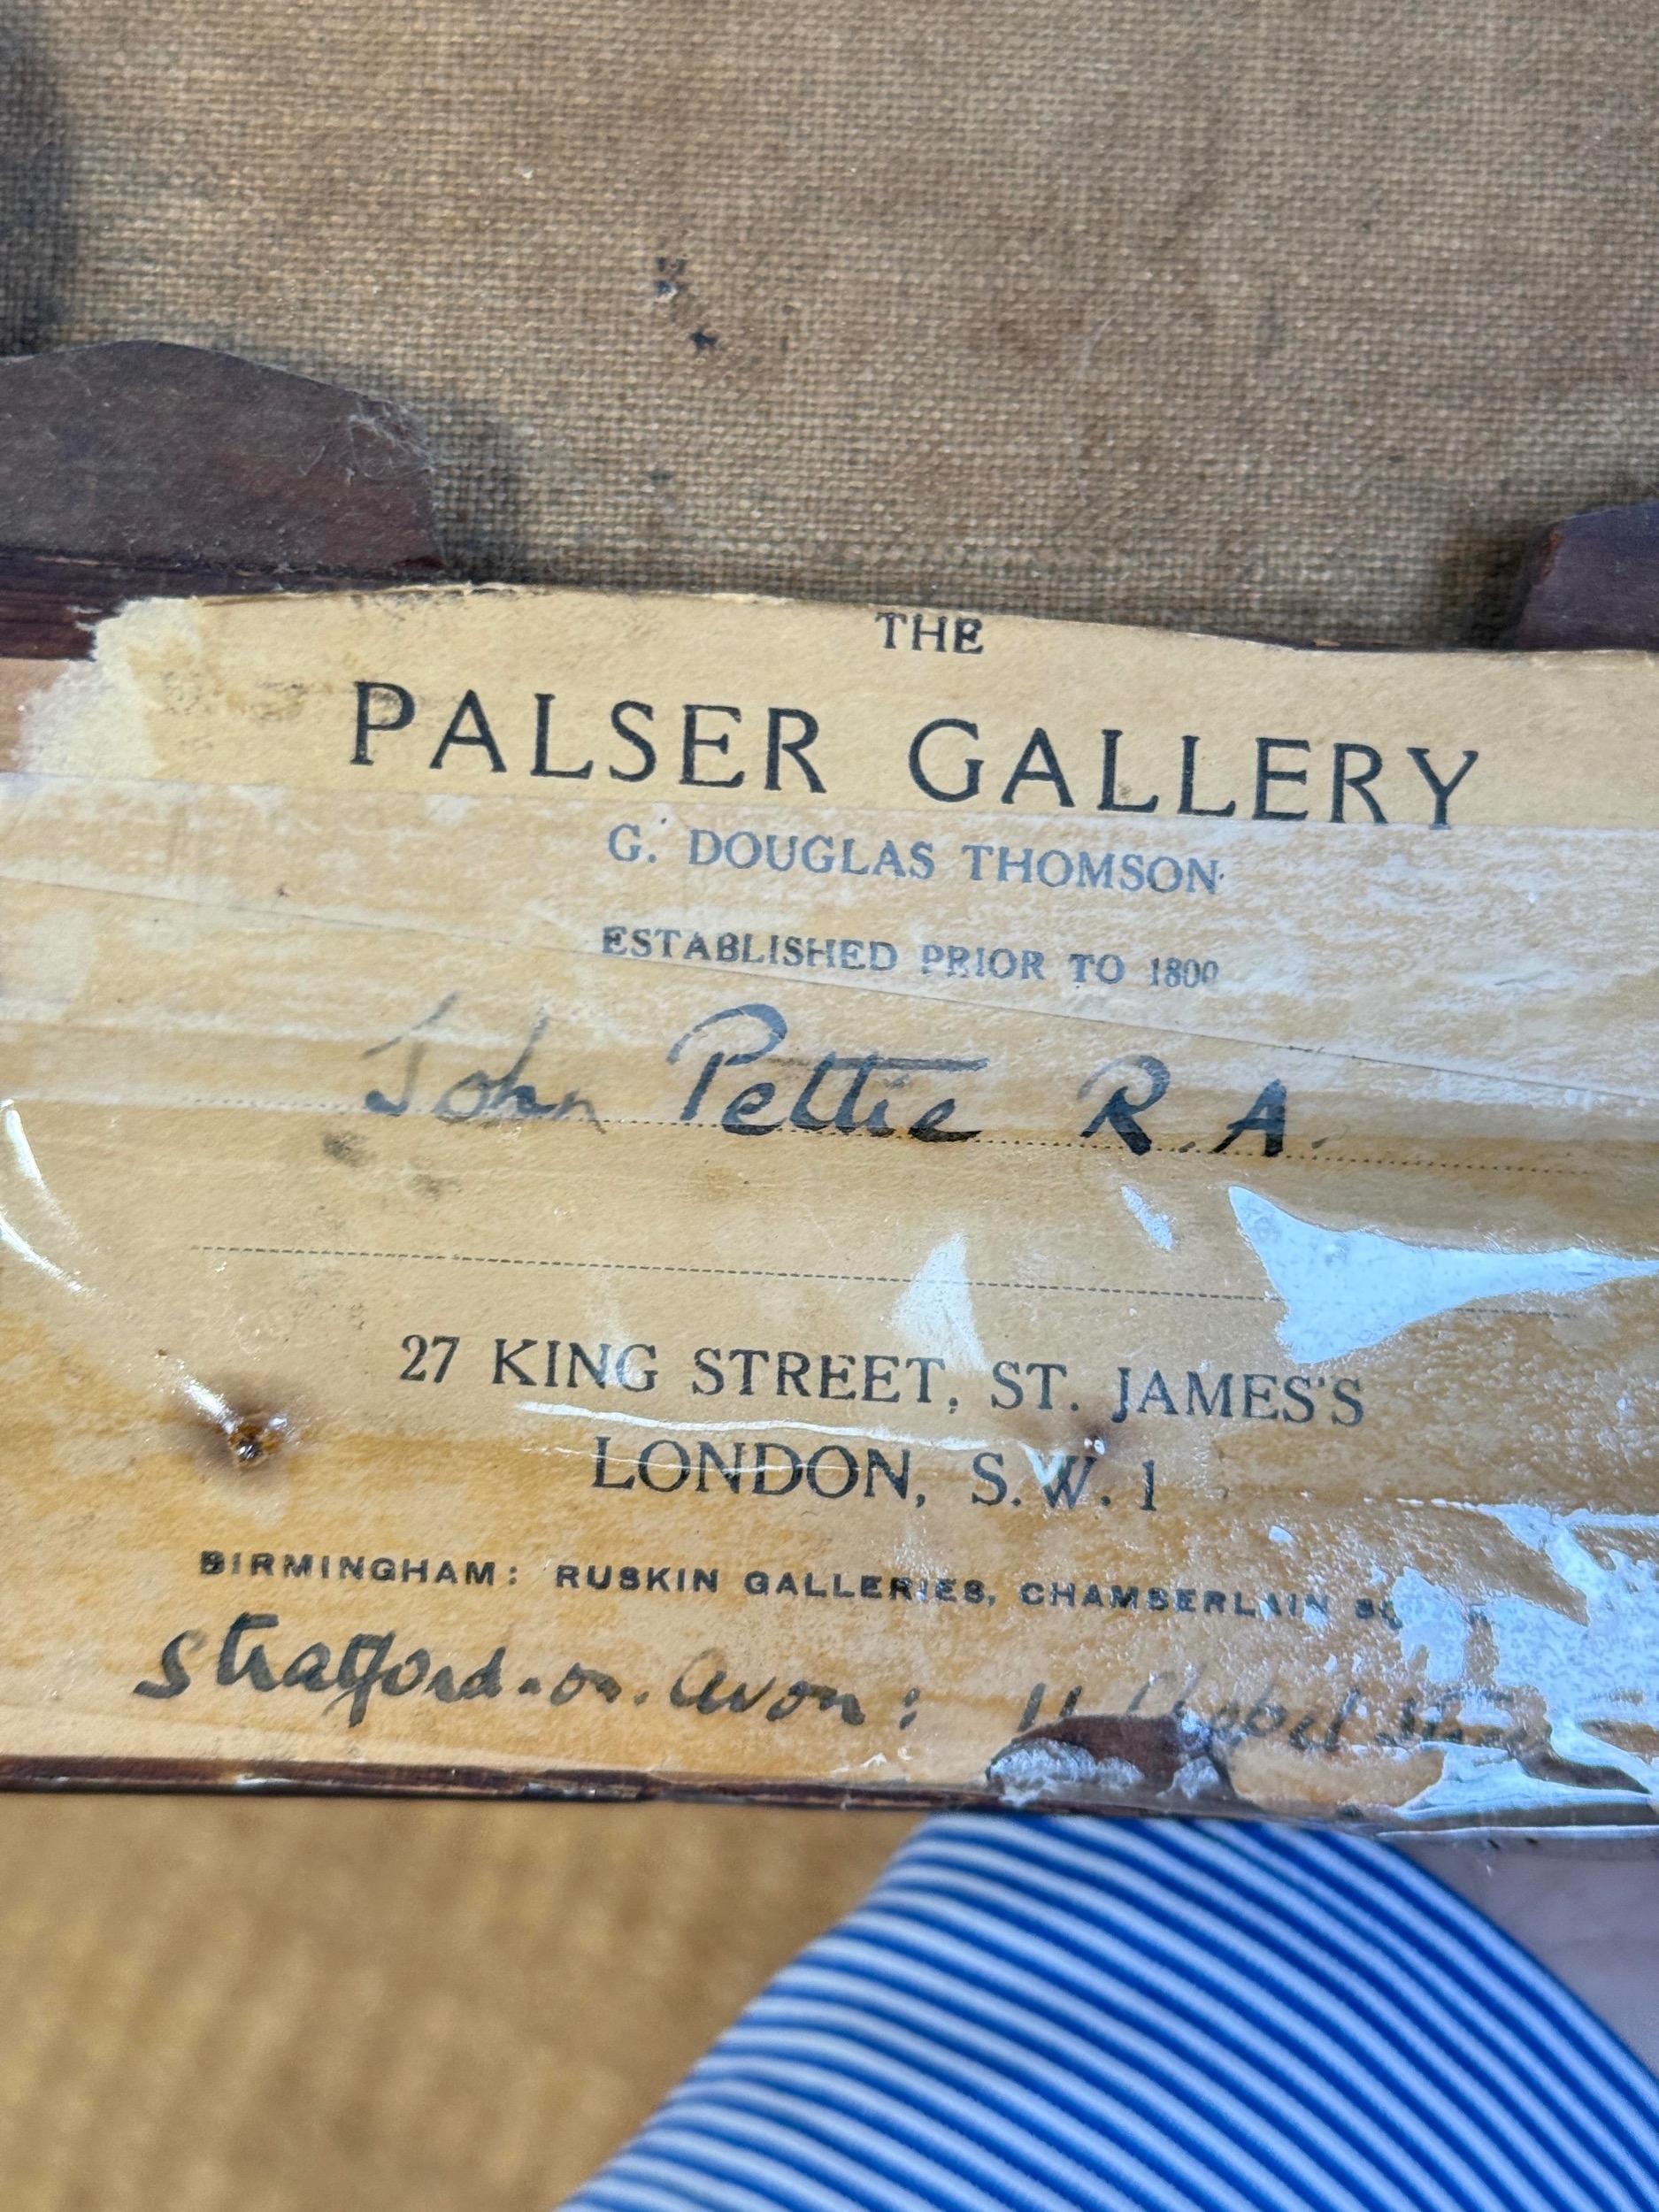 THE
PALSER GALLERY
G. DOUGLAS THOMSON
ESTABLISHED PRIOR TO 1800
John Pettie R.A.
27 KING STREET, ST. JAMES'S
LONDON, S.W. 1
BIRMINGHAM: RUSKIN GALLERIES, CHAMBERLAIN
Stratford-on-Avon: 11